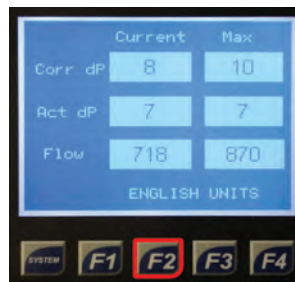 Current Max
Corr dP 8 10
Act dP 7 7
Flow 718 870
ENGLISH UNITS
SYSTEM F1 F2 F3 F4